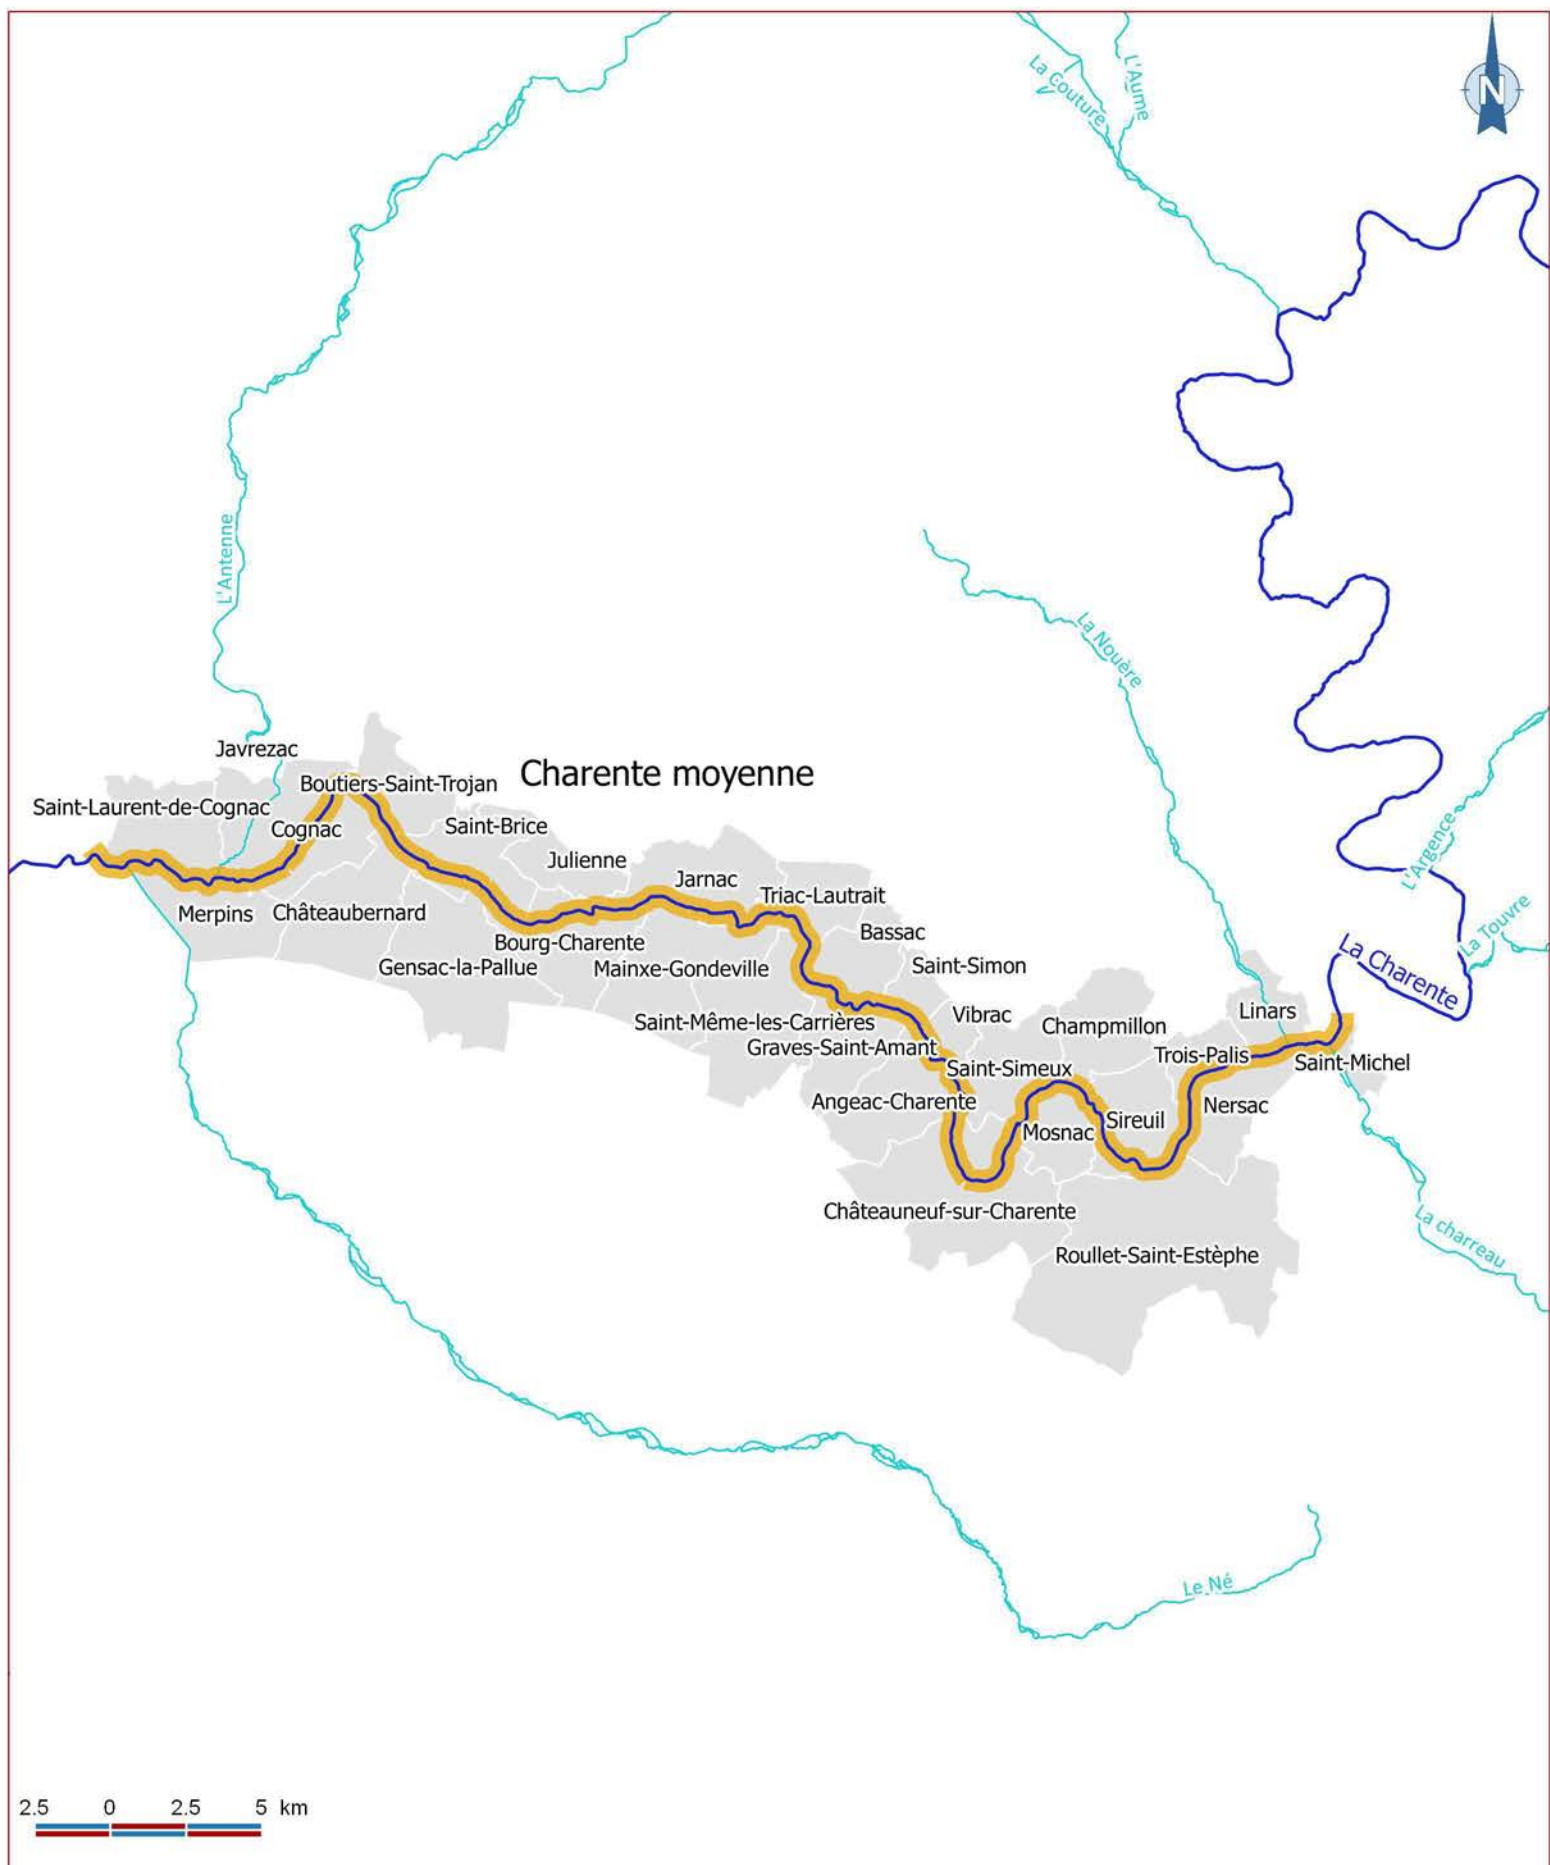 L'Aume
La Couture
N
L'Antenne
La Nouère
Javrezac
Charente moyenne
Boutiers-Saint-Trojan
Saint-Laurent-de-Cognac
Saint-Brice
Cognac
L'Argence
Julienne
Jarnac
Triac-Lautrait
Merpins
Châteaubernard
La Touvre
Bassac
Bourg-Charente
Gensac-la-Pallue
Mainxe-Gondeville
Saint-Simon
La Charente
Vibrac
Linars
Saint-Même-les-Carrières
Champmillon
Graves-Saint-Amant
Trois-Palis
Saint-Michel
Saint-Simeux
Angeac-Charente
Nersac
Sireuil
Mosnac
Châteauneuf-sur-Charente
La charreau
Roullet-Saint-Estèphe
Le Né
2.5 0 2.5 5 km